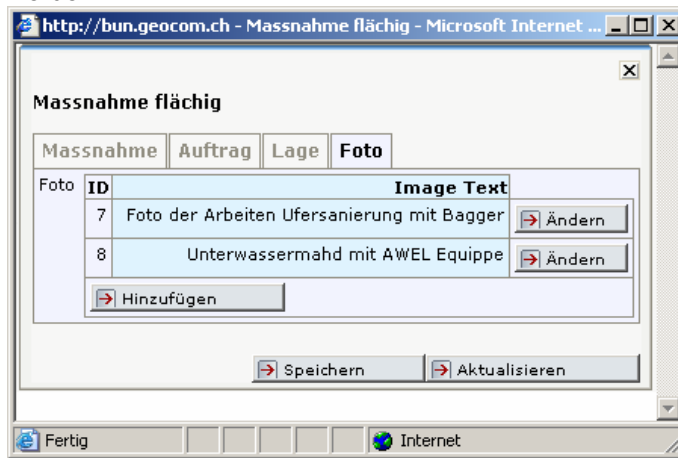 http://bun.geocom.ch - Massnahme flächig - Microsoft Internet ...
Massnahme flächig
Massnahme Auftrag Lage Foto
Foto ID Image Text
7 Foto der Arbeiten Ufersanierung mit Bagger Ändern
8 Unterwassermahd mit AWEL Equippe Ändern
Hinzufügen
Speichern Aktualisieren
Fertig Internet